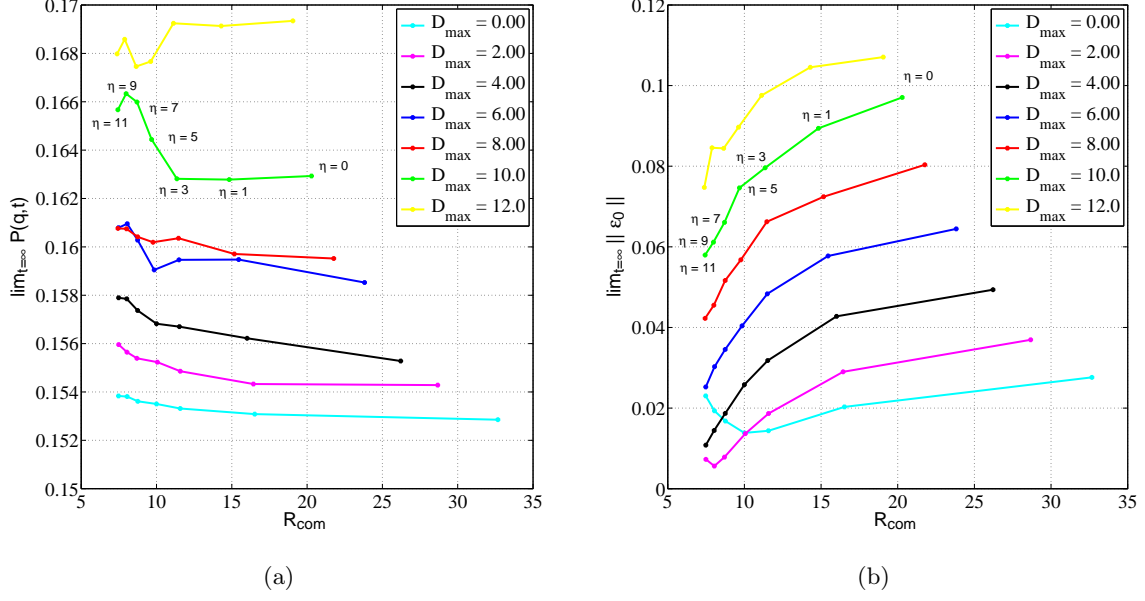 0.17
0.168
0.166
0.164
0.162
0.16
0.158
0.156
0.154
0.152
0.15
5 10 15 20 25 30 35
R_com
lim_{t=∞} P(q,t)
η = 9
η = 7
η = 11
η = 5
η = 3
η = 1
η = 0
D_max = 0.00
D_max = 2.00
D_max = 4.00
D_max = 6.00
D_max = 8.00
D_max = 10.0
D_max = 12.0
(a)
0.12
0.1
0.08
0.06
0.04
0.02
0
5 10 15 20 25 30 35
R_com
lim_{t=∞} || ε_0 ||
η = 0
η = 1
η = 3
η = 5
η = 7
η = 9
η = 11
D_max = 0.00
D_max = 2.00
D_max = 4.00
D_max = 6.00
D_max = 8.00
D_max = 10.0
D_max = 12.0
(b)